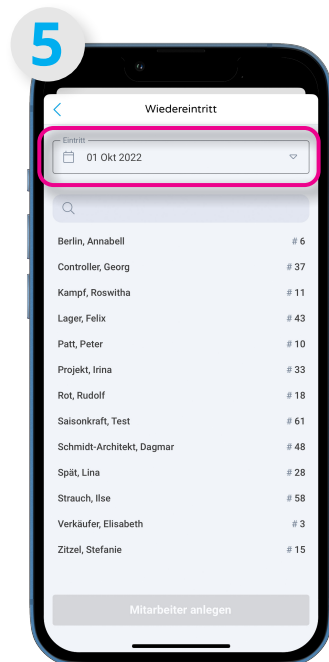 5
Wiedereintritt
Eintritt
01 Okt 2022
Berlin, Annabell # 6
Controller, Georg # 37
Kampf, Roswitha # 11
Lager, Felix # 43
Patt, Peter # 10
Projekt, Irina # 33
Rot, Rudolf # 18
Saisonkraft, Test # 61
Schmidt-Architekt, Dagmar # 48
Spät, Lina # 28
Strauch, Ilse # 58
Verkäufer, Elisabeth # 3
Zitzel, Stefanie # 15
Mitarbeiter anlegen